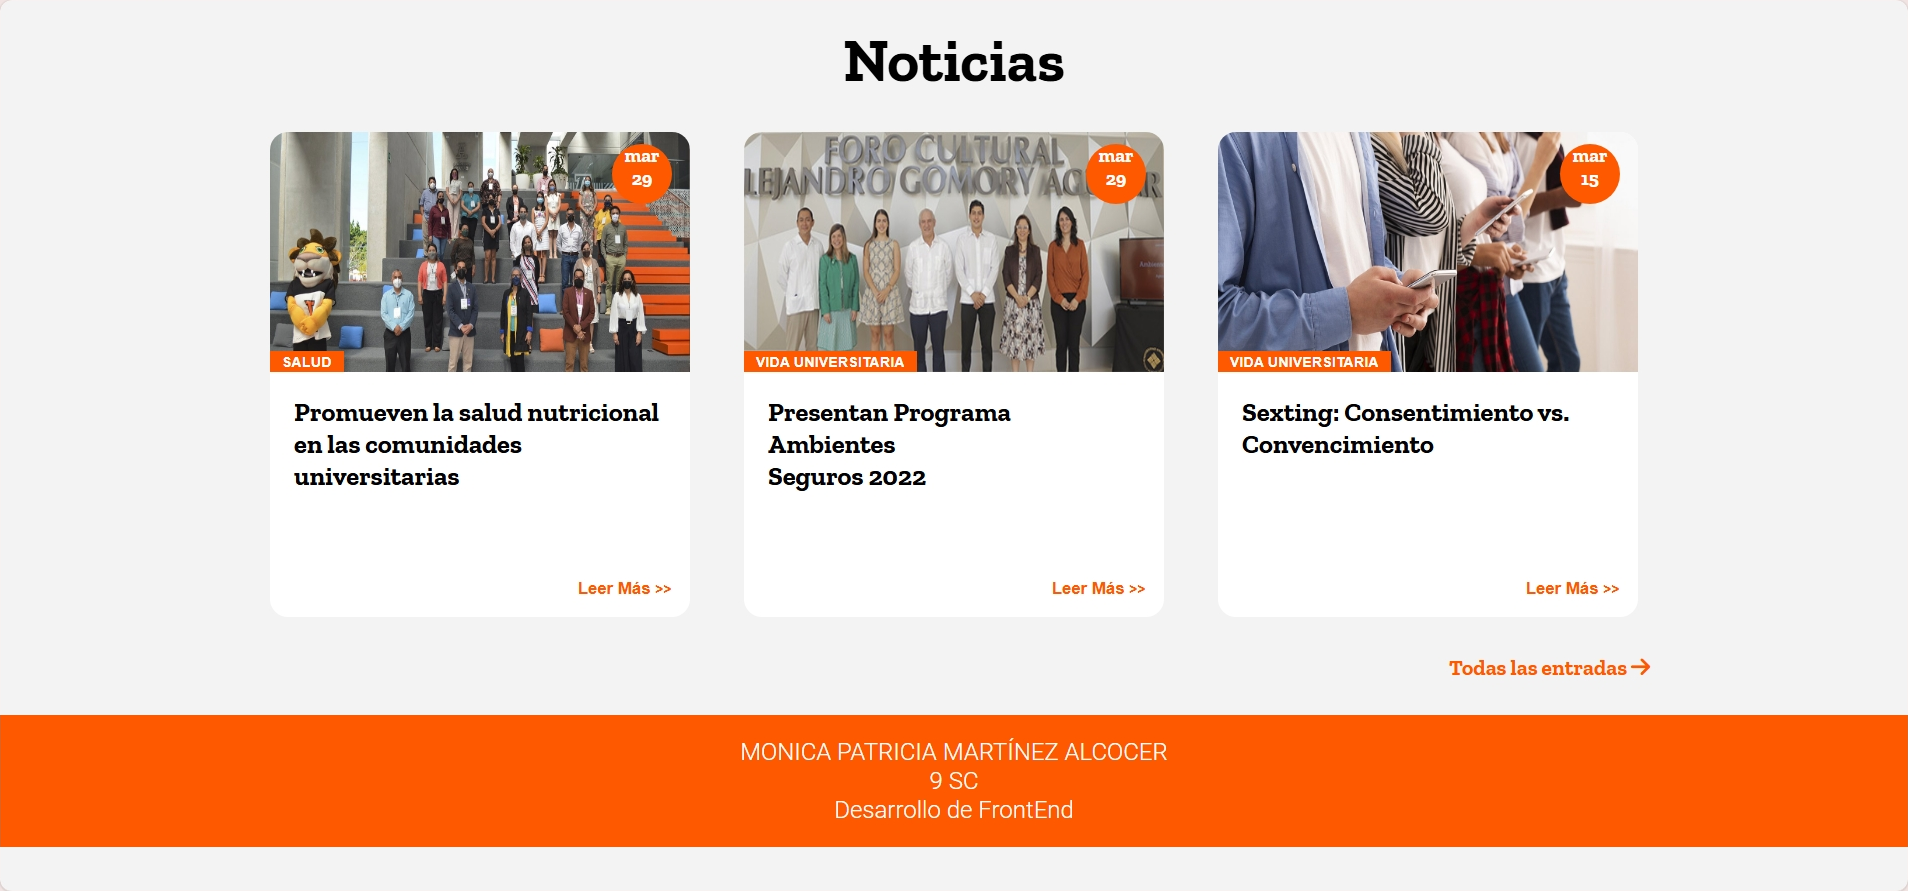 Noticias
mar
29
FORO CULTURAL
LEJANDRO GOMORY AGUILAR
SALUD
Promueven la salud nutricional
en las comunidades
universitarias
Leer Más >>
mar
29
VIDA UNIVERSITARIA
Presentan Programa
Ambientes
Seguros 2022
Leer Más >>
mar
15
VIDA UNIVERSITARIA
Sexting: Consentimiento vs.
Convencimiento
Leer Más >>
Todas las entradas
MONICA PATRICIA MARTÍNEZ ALCOCER
9 SC
Desarrollo de FrontEnd